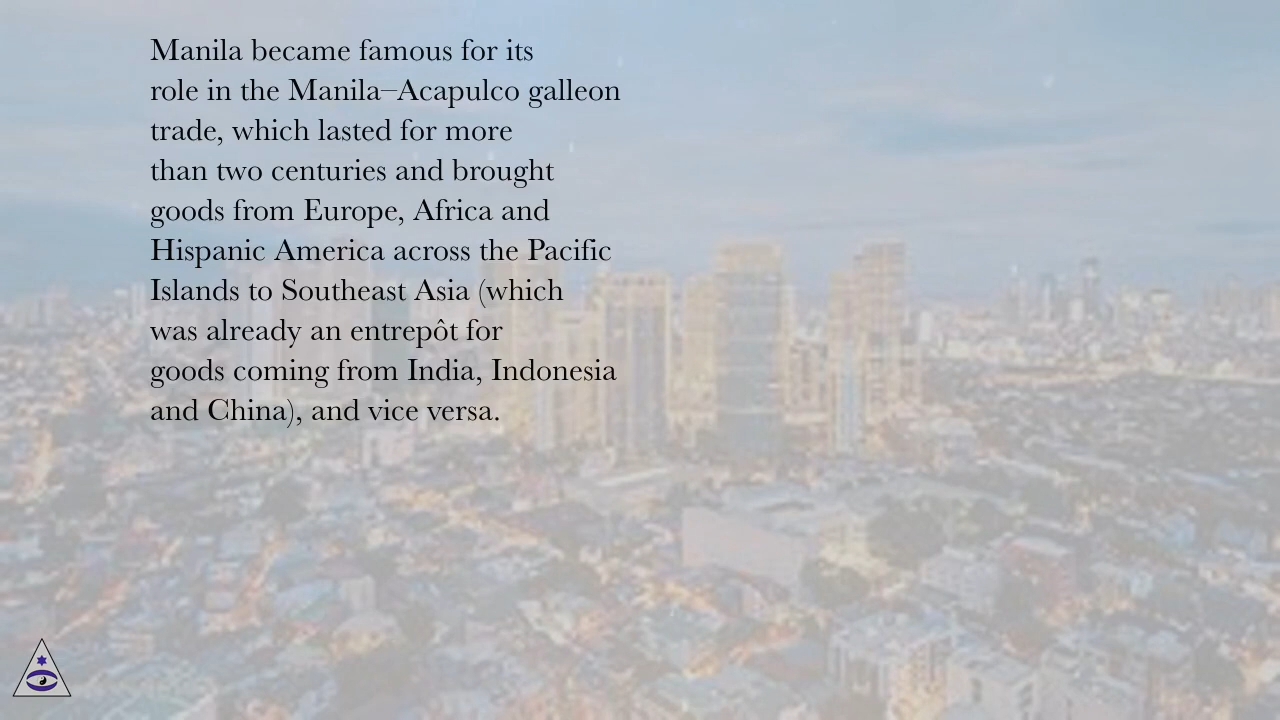 Manila became famous for its
role in the Manila–Acapulco galleon
trade, which lasted for more
than two centuries and brought
goods from Europe, Africa and
Hispanic America across the Pacific
Islands to Southeast Asia (which
was already an entrepôt for
goods coming from India, Indonesia
and China), and vice versa.